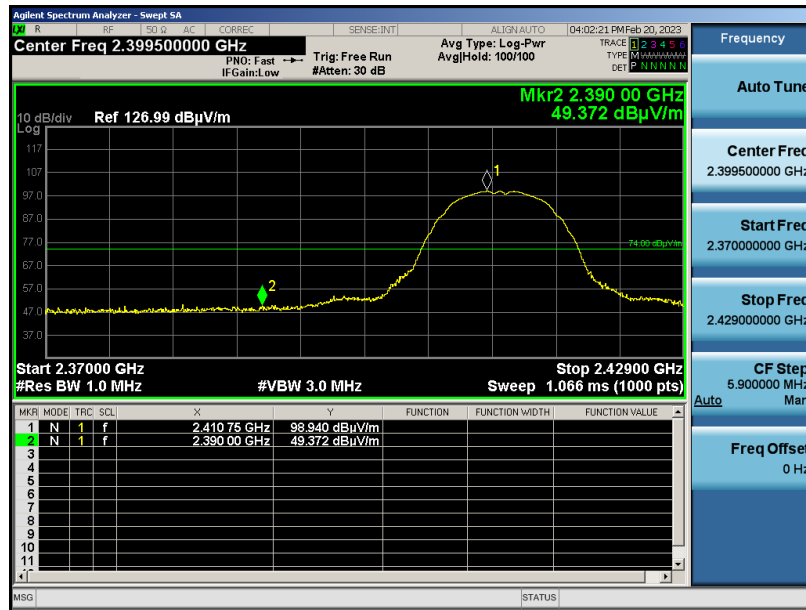 Agilent Spectrum Analyzer - Swept SA
R RF 50 Ω AC CORREC SENSE:INT ALIGN AUTO 04:02:21 PM Feb 20, 2023
Center Freq 2.399500000 GHz
PNO: Fast
IFGain:Low
Trig: Free Run
#Atten: 30 dB
Avg Type: Log-Pwr
Avg|Hold: 100/100
TRACE 1 2 3 4 5 6
TYPE M WWWWW
DET P N N N N N
Mkr2 2.390 00 GHz
49.372 dBµV/m
10 dB/div Ref 126.99 dBµV/m
Log
117
107
97.0
87.0
77.0
67.0
57.0
47.0
37.0
1
2
74.00 dBµV/m
Start 2.37000 GHz Stop 2.42900 GHz
#Res BW 1.0 MHz #VBW 3.0 MHz Sweep 1.066 ms (1000 pts)
MKR MODE TRC SCL X Y FUNCTION FUNCTION WIDTH FUNCTION VALUE
1 N 1 f 2.410 75 GHz 98.940 dBµV/m
2 N 1 f 2.390 00 GHz 49.372 dBµV/m
3
4
5
6
7
8
9
10
11
MSG STATUS
Frequency
Auto Tune
Center Freq
2.399500000 GHz
Start Freq
2.370000000 GHz
Stop Freq
2.429000000 GHz
CF Step
5.900000 MHz
Auto Man
Freq Offset
0 Hz